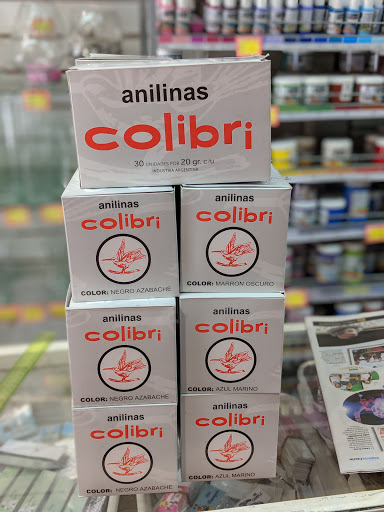 anilinas
colibri
30 UNIDADES POR 20 gr. c/u
INDUSTRIA ARGENTINA
anilinas
colibri
COLOR: NEGRO AZABACHE
anilinas
colibri
COLOR: MARRON OSCURO
anilinas
colibri
COLOR: NEGRO AZABACHE
anilinas
colibri
COLOR: AZUL MARINO
anilinas
colibri
COLOR: NEGRO AZABACHE
anilinas
colibri
COLOR: AZUL MARINO